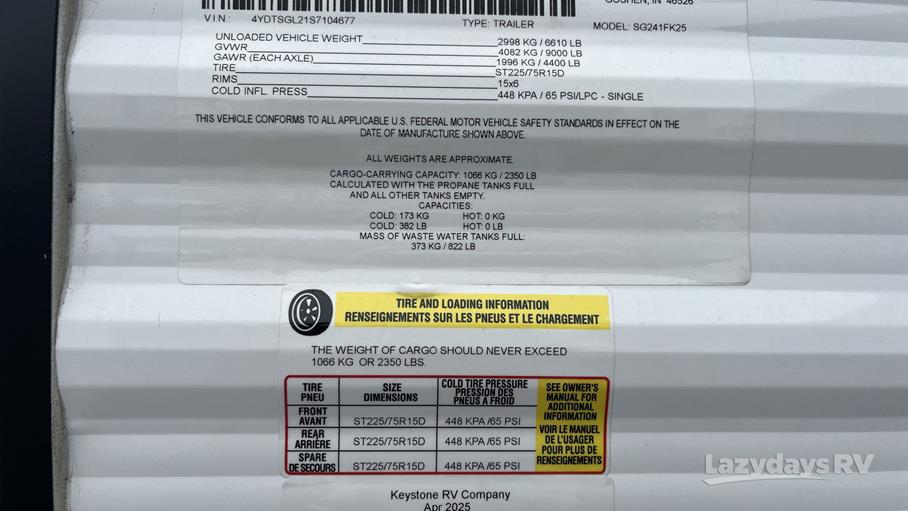 GOSHEN, IN 46526
VIN: 4YDTSGL21S7104677 TYPE: TRAILER MODEL: SG241FK25
UNLOADED VEHICLE WEIGHT 2998 KG / 6610 LB
GVWR 4082 KG / 9000 LB
GAWR (EACH AXLE) 1996 KG / 4400 LB
TIRE ST225/75R15D
RIMS 15x6
COLD INFL. PRESS 448 KPA / 65 PSI/LPC - SINGLE
THIS VEHICLE CONFORMS TO ALL APPLICABLE U.S. FEDERAL MOTOR VEHICLE SAFETY STANDARDS IN EFFECT ON THE
DATE OF MANUFACTURE SHOWN ABOVE.
ALL WEIGHTS ARE APPROXIMATE.
CARGO-CARRYING CAPACITY: 1066 KG / 2350 LB
CALCULATED WITH THE PROPANE TANKS FULL
AND ALL OTHER TANKS EMPTY.
CAPACITIES:
COLD: 173 KG HOT: 0 KG
COLD: 382 LB HOT: 0 LB
MASS OF WASTE WATER TANKS FULL:
373 KG / 822 LB
TIRE AND LOADING INFORMATION
RENSEIGNEMENTS SUR LES PNEUS ET LE CHARGEMENT
THE WEIGHT OF CARGO SHOULD NEVER EXCEED
1066 KG OR 2350 LBS.
TIRE
PNEU
SIZE
DIMENSIONS
COLD TIRE PRESSURE
PRESSION DES
PNEUS A FROID
FRONT
AVANT
ST225/75R15D 448 KPA /65 PSI
REAR
ARRIÈRE
ST225/75R15D 448 KPA /65 PSI
SPARE
DE SECOURS
ST225/75R15D 448 KPA /65 PSI
SEE OWNER'S
MANUAL FOR
ADDITIONAL
INFORMATION
VOIR LE MANUEL
DE L'USAGER
POUR PLUS DE
RENSEIGNEMENTS
Keystone RV Company
Apr 2025
Lazydays RV